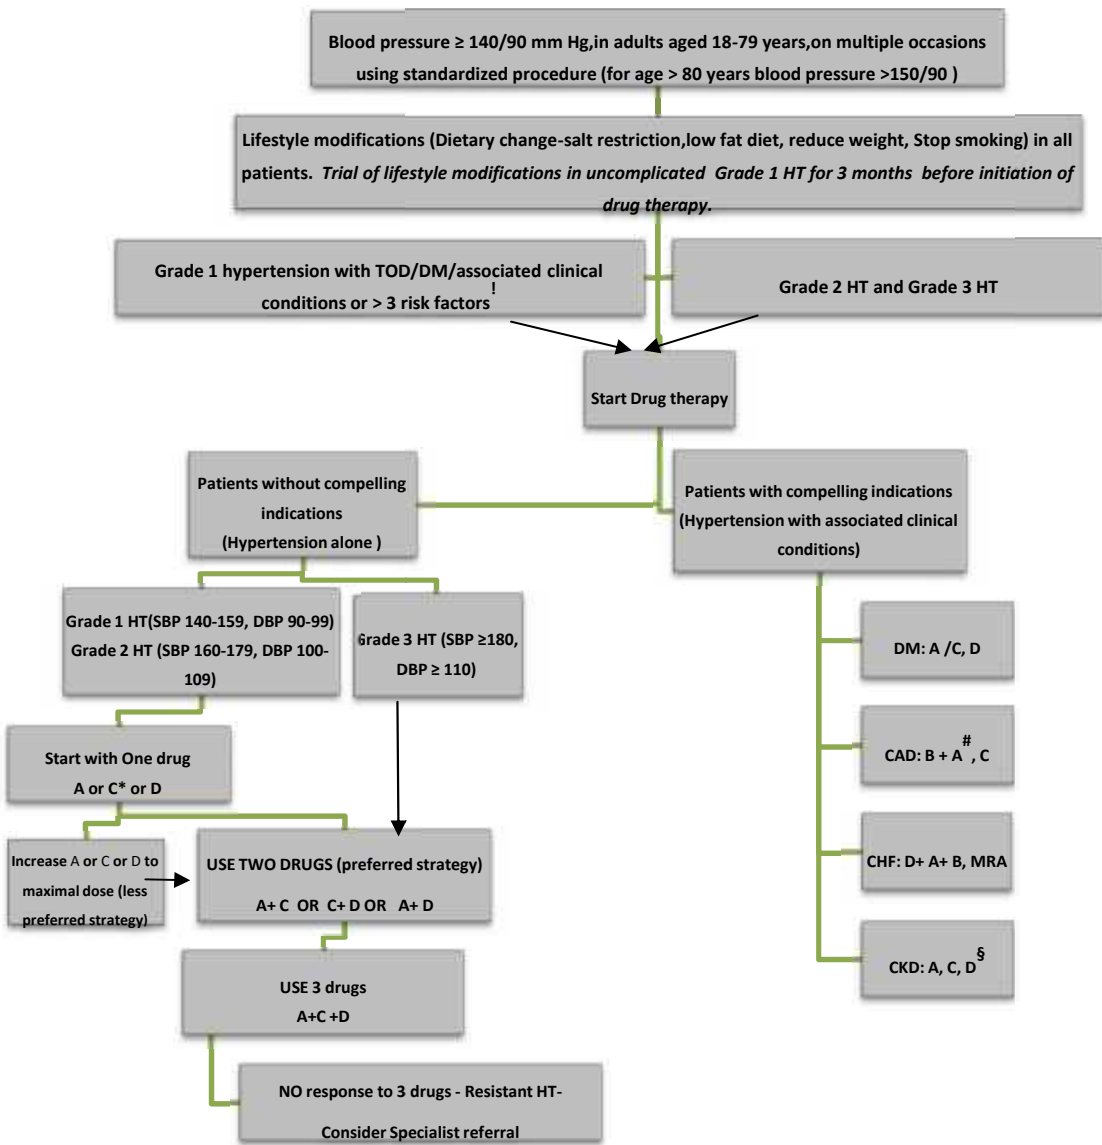 Blood pressure ≥ 140/90 mm Hg,in adults aged 18-79 years,on multiple occasions
using standardized procedure (for age > 80 years blood pressure >150/90 )
Lifestyle modifications (Dietary change-salt restriction,low fat diet, reduce weight, Stop smoking) in all
patients. Trial of lifestyle modifications in uncomplicated Grade 1 HT for 3 months before initiation of
drug therapy.
Grade 1 hypertension with TOD/DM/associated clinical
conditions or > 3 risk factors!
Grade 2 HT and Grade 3 HT
Start Drug therapy
Patients without compelling
indications
(Hypertension alone )
Patients with compelling indications
(Hypertension with associated clinical
conditions)
Grade 1 HT(SBP 140-159, DBP 90-99)
Grade 2 HT (SBP 160-179, DBP 100-
109)
Grade 3 HT (SBP ≥180,
DBP ≥ 110)
Start with One drug
A or C* or D
Increase A or C or D to
maximal dose (less
preferred strategy)
USE TWO DRUGS (preferred strategy)
A+ C OR C+ D OR A+ D
USE 3 drugs
A+C +D
NO response to 3 drugs - Resistant HT-
Consider Specialist referral
DM: A /C, D
CAD: B + A#, C
CHF: D+ A+ B, MRA
CKD: A, C, D§